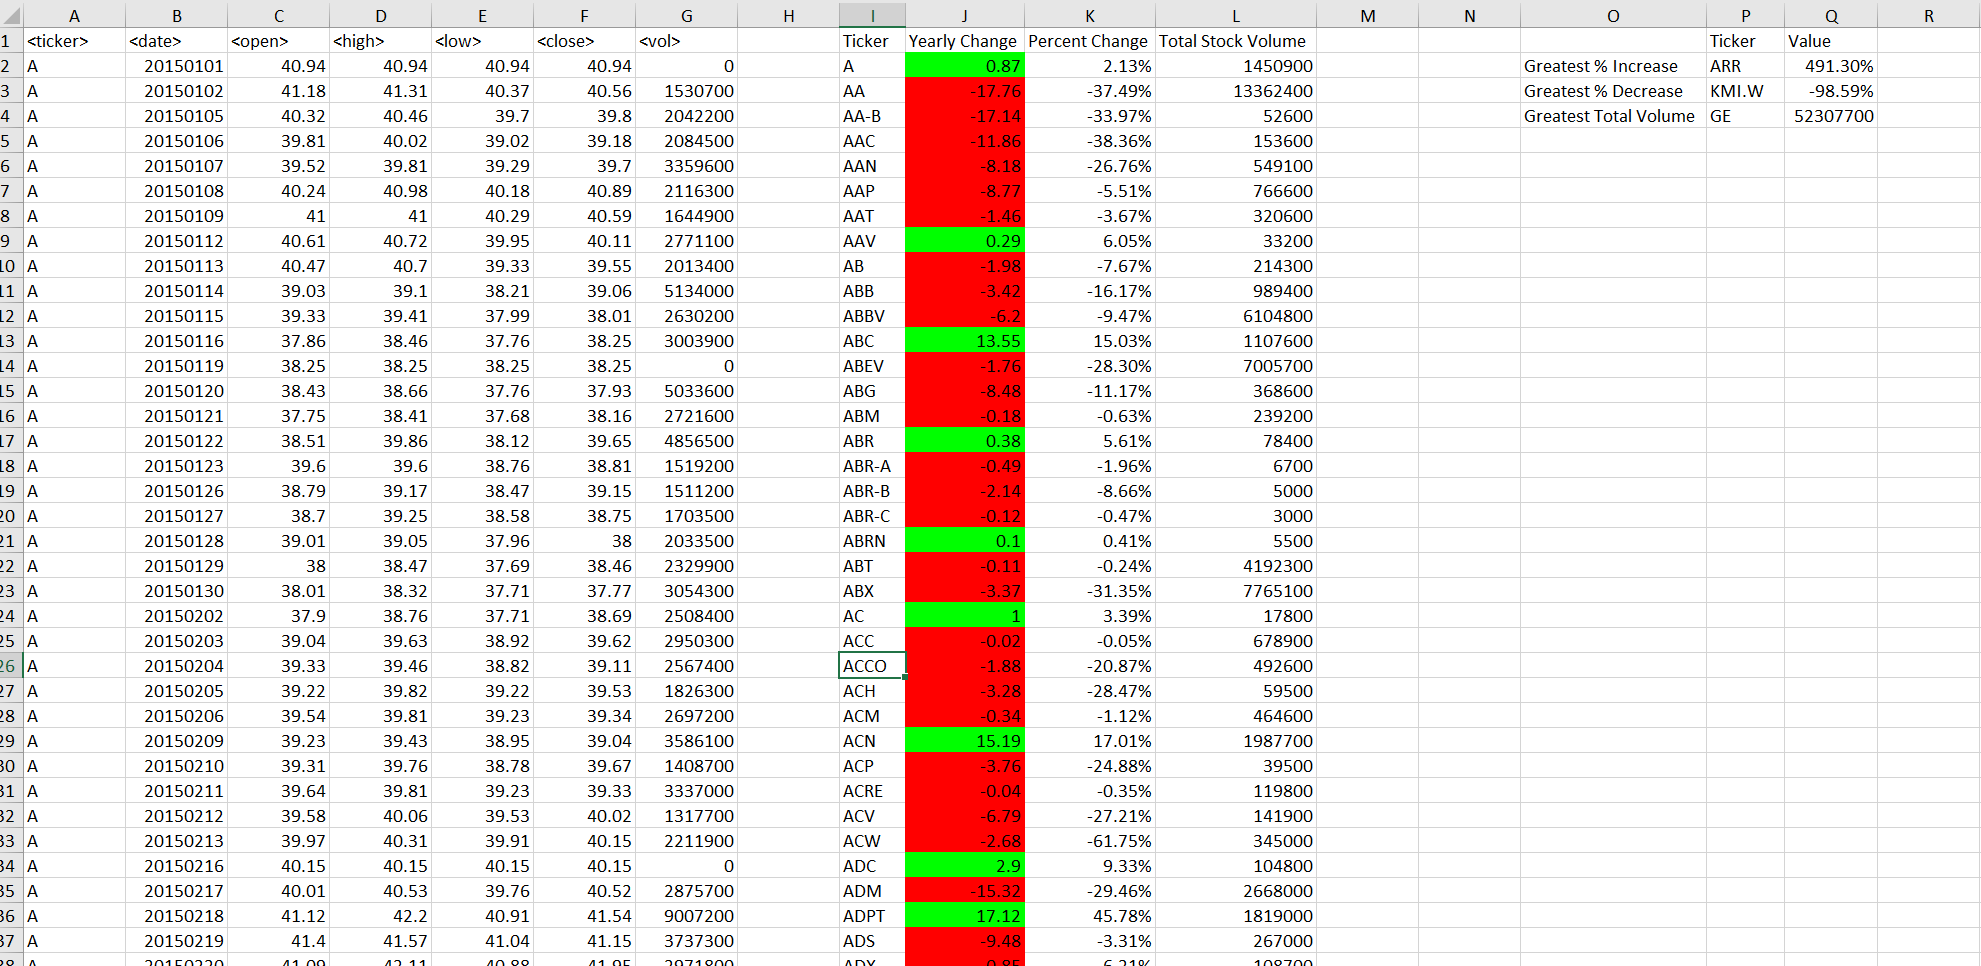 A B C D E F G H I J K L M N O P Q R
1 <ticker> <date> <open> <high> <low> <close> <vol> Ticker Yearly Change Percent Change Total Stock Volume Ticker Value
2 A 20150101 40.94 40.94 40.94 40.94 0 A 0.87 2.13% 1450900 Greatest % Increase ARR 491.30%
3 A 20150102 41.18 41.31 40.37 40.56 1530700 AA -17.76 -37.49% 13362400 Greatest % Decrease KMI.W -98.59%
4 A 20150105 40.32 40.46 39.7 39.8 2042200 AA-B -17.14 -33.97% 52600 Greatest Total Volume GE 52307700
5 A 20150106 39.81 40.02 39.02 39.18 2084500 AAC -11.86 -38.36% 153600
6 A 20150107 39.52 39.81 39.29 39.7 3359600 AAN -8.18 -26.76% 549100
7 A 20150108 40.24 40.98 40.18 40.89 2116300 AAP -8.77 -5.51% 766600
8 A 20150109 41 41 40.29 40.59 1644900 AAT -1.46 -3.67% 320600
9 A 20150112 40.61 40.72 39.95 40.11 2771100 AAV 0.29 6.05% 33200
10 A 20150113 40.47 40.7 39.33 39.55 2013400 AB -1.98 -7.67% 214300
11 A 20150114 39.03 39.1 38.21 39.06 5134000 ABB -3.42 -16.17% 989400
12 A 20150115 39.33 39.41 37.99 38.01 2630200 ABBV -6.2 -9.47% 6104800
13 A 20150116 37.86 38.46 37.76 38.25 3003900 ABC 13.55 15.03% 1107600
14 A 20150119 38.25 38.25 38.25 38.25 0 ABEV -1.76 -28.30% 7005700
15 A 20150120 38.43 38.66 37.76 37.93 5033600 ABG -8.48 -11.17% 368600
16 A 20150121 37.75 38.41 37.68 38.16 2721600 ABM -0.18 -0.63% 239200
17 A 20150122 38.51 39.86 38.12 39.65 4856500 ABR 0.38 5.61% 78400
18 A 20150123 39.6 39.6 38.76 38.81 1519200 ABR-A -0.49 -1.96% 6700
19 A 20150126 38.79 39.17 38.47 39.15 1511200 ABR-B -2.14 -8.66% 5000
20 A 20150127 38.7 39.25 38.58 38.75 1703500 ABR-C -0.12 -0.47% 3000
21 A 20150128 39.01 39.05 37.96 38 2033500 ABRN 0.1 0.41% 5500
22 A 20150129 38 38.47 37.69 38.46 2329900 ABT -0.11 -0.24% 4192300
23 A 20150130 38.01 38.32 37.71 37.77 3054300 ABX -3.37 -31.35% 7765100
24 A 20150202 37.9 38.76 37.71 38.69 2508400 AC 1 3.39% 17800
25 A 20150203 39.04 39.63 38.92 39.62 2950300 ACC -0.02 -0.05% 678900
26 A 20150204 39.33 39.46 38.82 39.11 2567400 ACCO -1.88 -20.87% 492600
27 A 20150205 39.22 39.82 39.22 39.53 1826300 ACH -3.28 -28.47% 59500
28 A 20150206 39.54 39.81 39.23 39.34 2697200 ACM -0.34 -1.12% 464600
29 A 20150209 39.23 39.43 38.95 39.04 3586100 ACN 15.19 17.01% 1987700
30 A 20150210 39.31 39.76 38.78 39.67 1408700 ACP -3.76 -24.88% 39500
31 A 20150211 39.64 39.81 39.23 39.33 3337000 ACRE -0.04 -0.35% 119800
32 A 20150212 39.58 40.06 39.53 40.02 1317700 ACV -6.79 -27.21% 141900
33 A 20150213 39.97 40.31 39.91 40.15 2211900 ACW -2.68 -61.75% 345000
34 A 20150216 40.15 40.15 40.15 40.15 0 ADC 2.9 9.33% 104800
35 A 20150217 40.01 40.53 39.76 40.52 2875700 ADM -15.32 -29.46% 2668000
36 A 20150218 41.12 42.2 40.91 41.54 9007200 ADPT 17.12 45.78% 1819000
37 A 20150219 41.4 41.57 41.04 41.15 3737300 ADS -9.48 -3.31% 267000
38 A 20150220 41.09 42.11 40.88 41.95 2971800 ADX 6.21% 108700